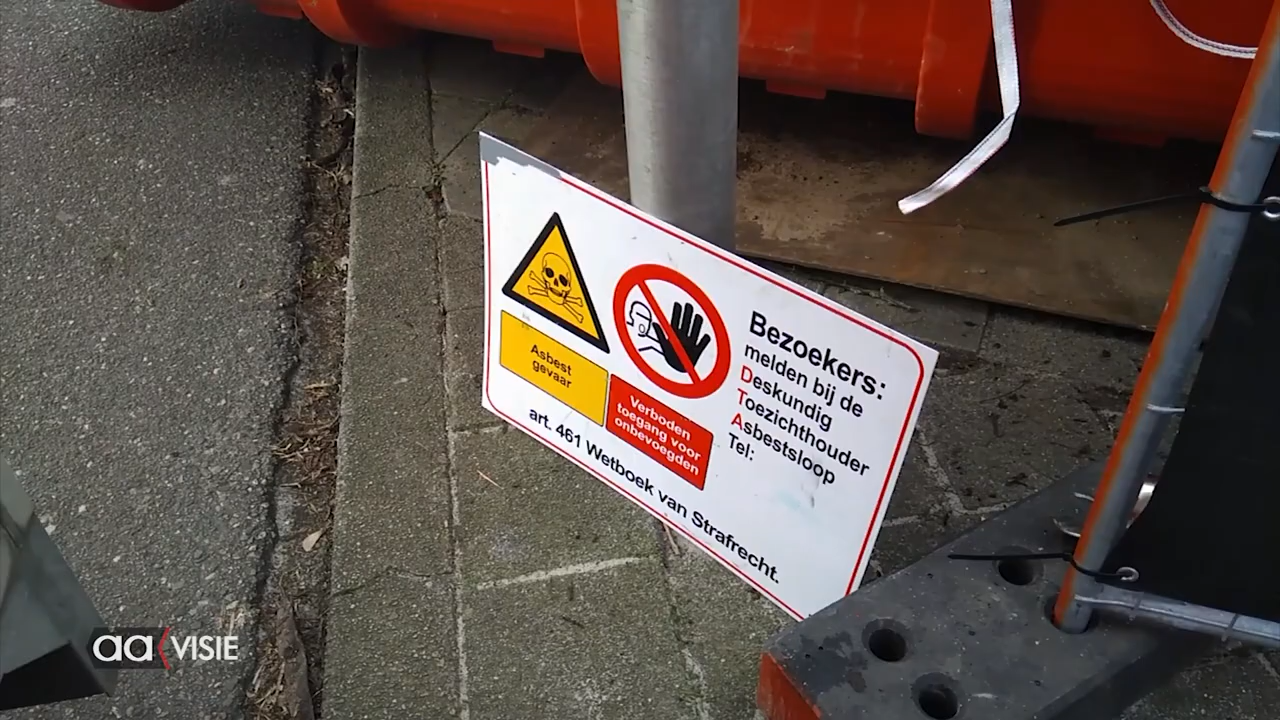 Asbest
gevaar
Verboden
toegang voor
onbevoegden
Bezoekers:
melden bij de
Deskundig
Toezichthouder
Asbestsloop
Tel:
art. 461 Wetboek van Strafrecht.
aa VISIE